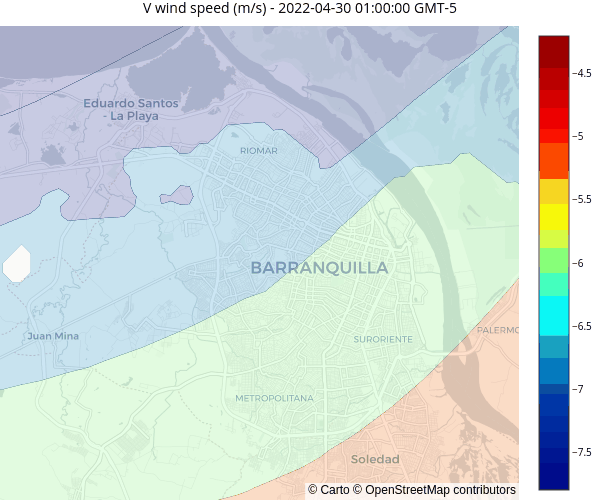 V wind speed (m/s) - 2022-04-30 01:00:00 GMT-5
Eduardo Santos
- La Playa
RIOMAR
BARRANQUILLA
Juan Mina
SURORIENTE
PALERMO
METROPOLITANA
Soledad
© Carto © OpenStreetMap contributors
−4.5
−5
−5.5
−6
−6.5
−7
−7.5